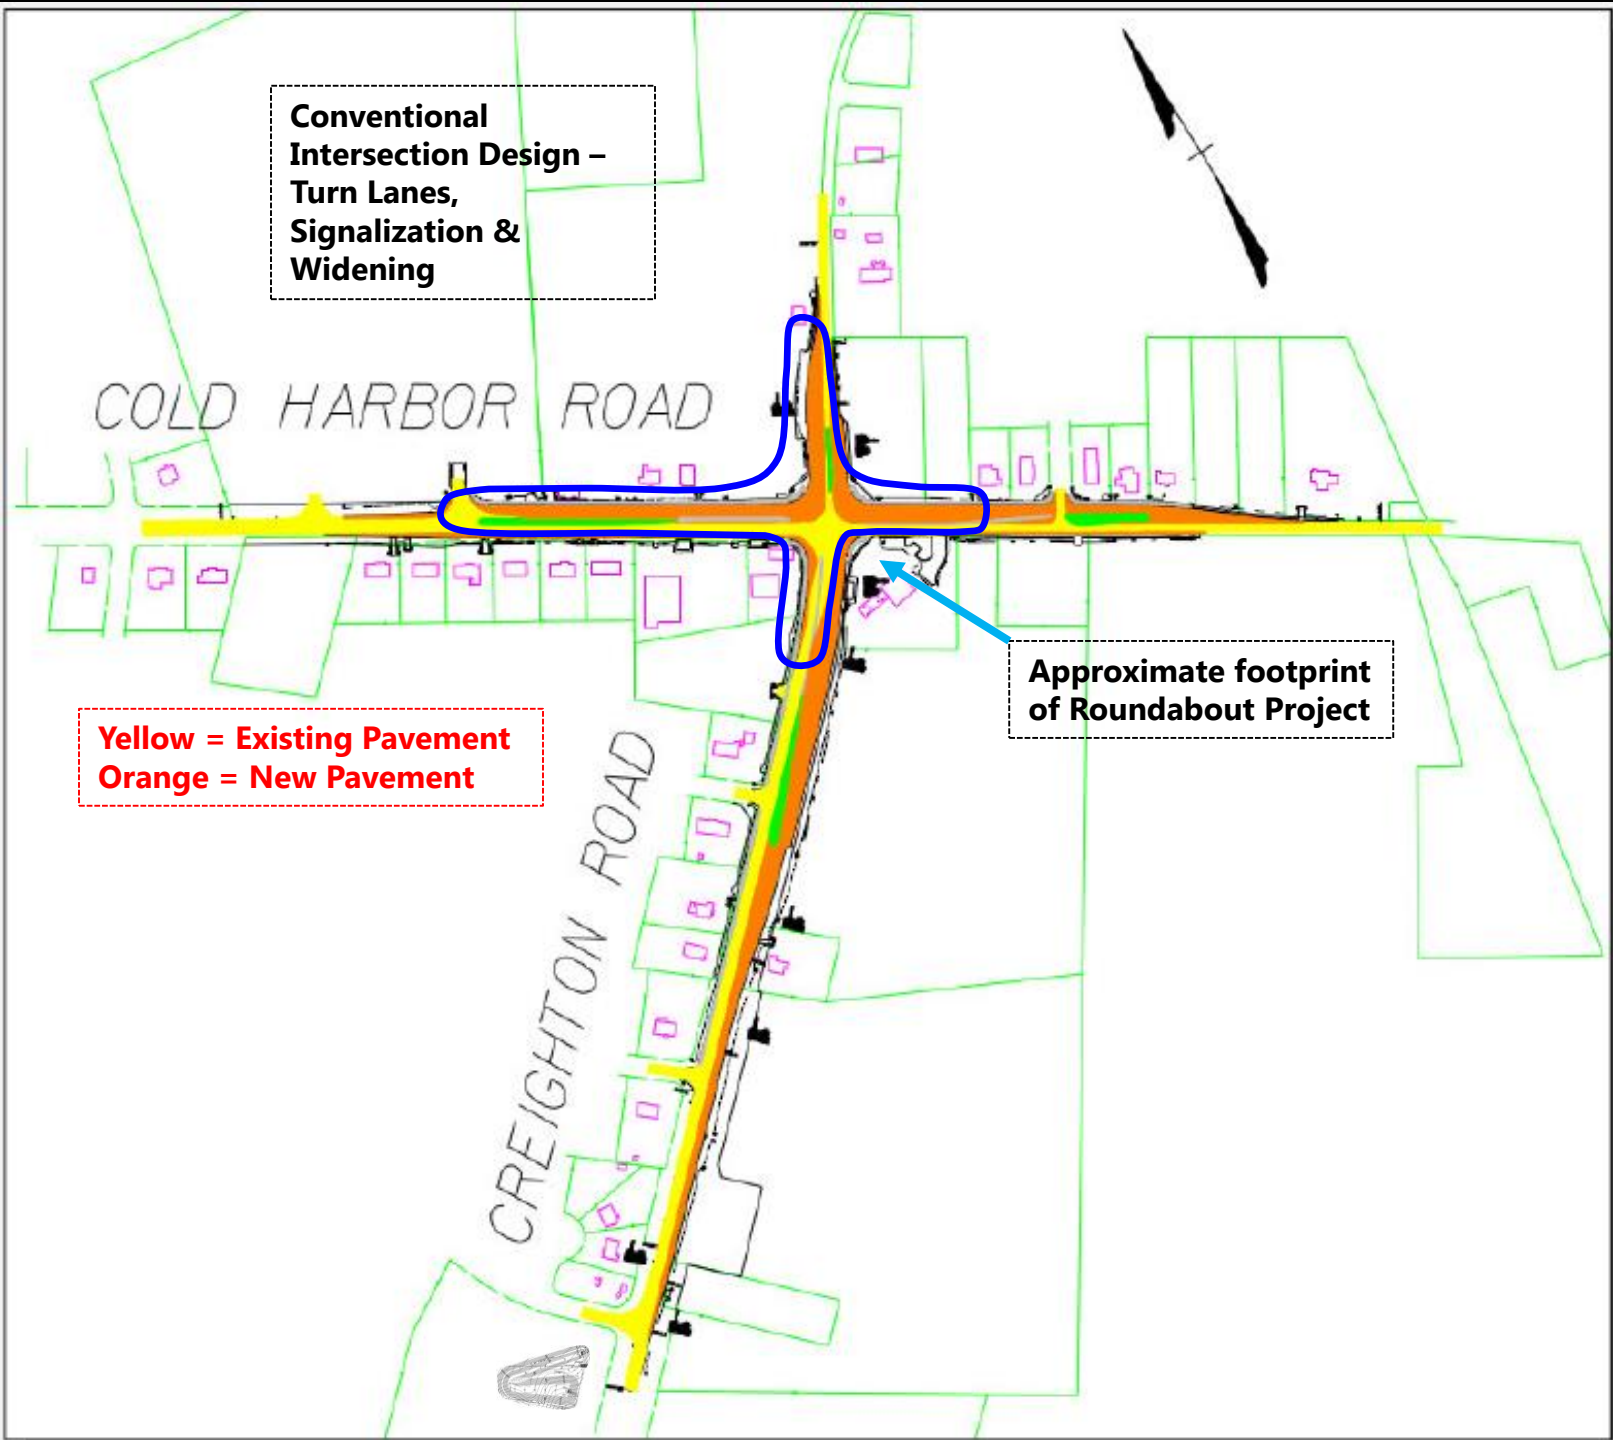 Conventional
Intersection Design –
Turn Lanes,
Signalization &
Widening
COLD HARBOR ROAD
Approximate footprint
of Roundabout Project
Yellow = Existing Pavement
Orange = New Pavement
CREIGHTON ROAD